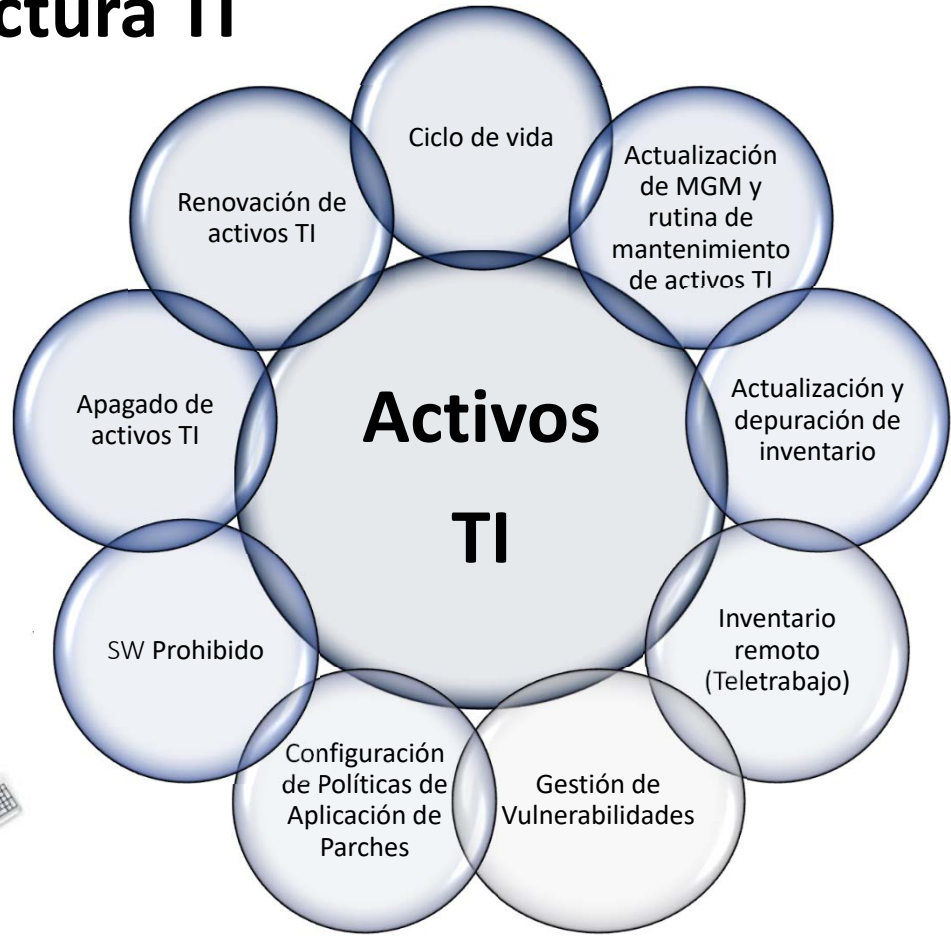 ctura TI
Ciclo de vida
Actualización
de MGM y
rutina de
mantenimiento
de activos TI
Actualización y
depuración de
inventario
Inventario
remoto
(Teletrabajo)
Gestión de
Vulnerabilidades
Configuración
de Políticas de
Aplicación de
Parches
SW Prohibido
Apagado de
activos TI
Renovación de
activos TI
Activos
TI